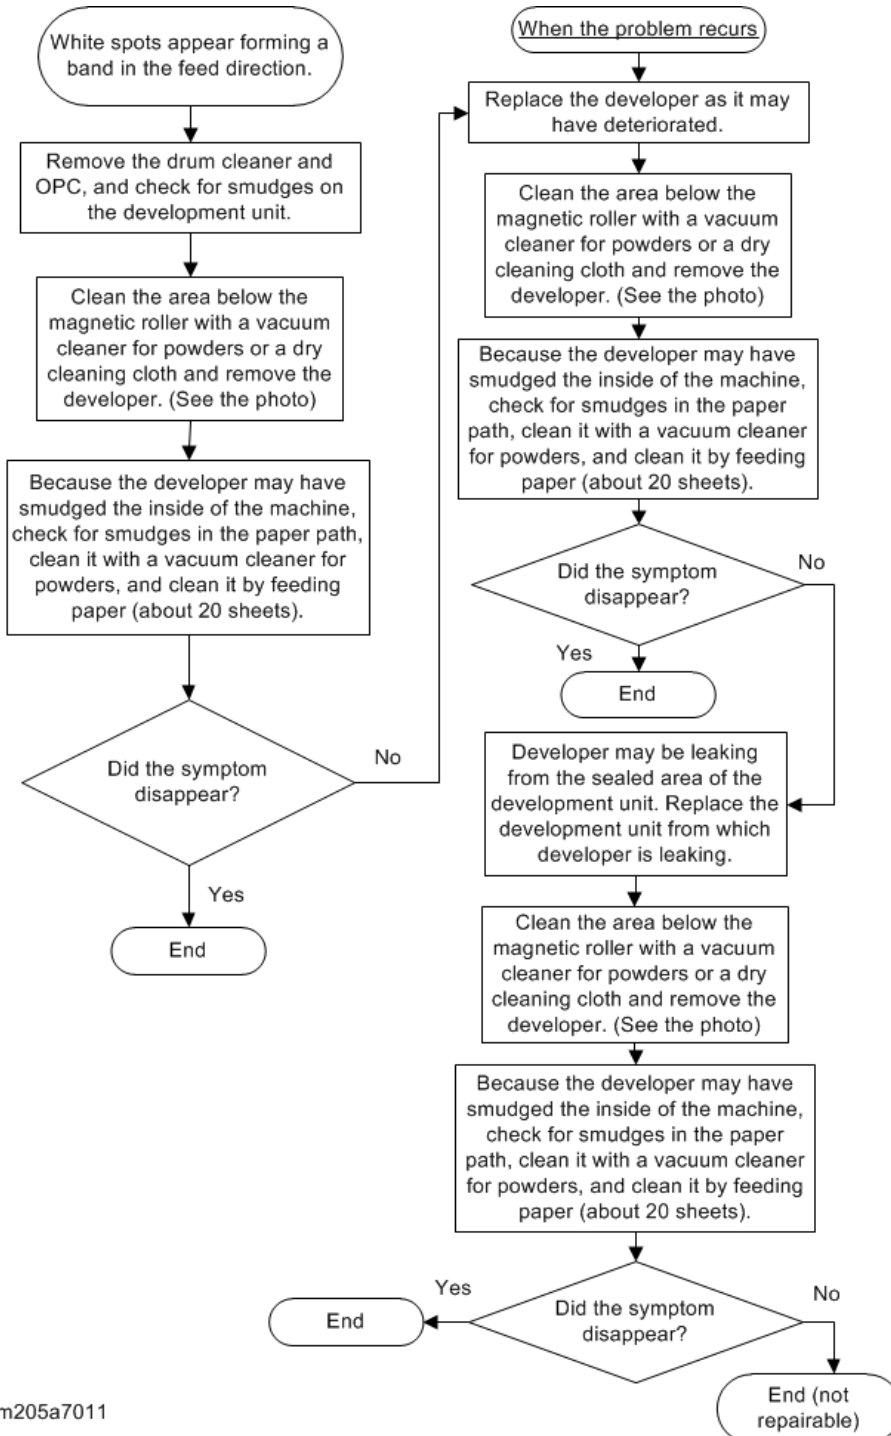 White spots appear forming a
band in the feed direction.
Remove the drum cleaner and
OPC, and check for smudges on
the development unit.
Clean the area below the
magnetic roller with a vacuum
cleaner for powders or a dry
cleaning cloth and remove the
developer. (See the photo)
Because the developer may have
smudged the inside of the machine,
check for smudges in the paper path,
clean it with a vacuum cleaner for
powders, and clean it by feeding
paper (about 20 sheets).
Did the symptom
disappear?
No
Yes
End
When the problem recurs
Replace the developer as it may
have deteriorated.
Clean the area below the
magnetic roller with a vacuum
cleaner for powders or a dry
cleaning cloth and remove the
developer. (See the photo)
Because the developer may have
smudged the inside of the machine,
check for smudges in the paper
path, clean it with a vacuum cleaner
for powders, and clean it by feeding
paper (about 20 sheets).
Did the symptom
disappear?
No
Yes
End
Developer may be leaking
from the sealed area of the
development unit. Replace the
development unit from which
developer is leaking.
Clean the area below the
magnetic roller with a vacuum
cleaner for powders or a dry
cleaning cloth and remove the
developer. (See the photo)
Because the developer may have
smudged the inside of the machine,
check for smudges in the paper
path, clean it with a vacuum cleaner
for powders, and clean it by feeding
paper (about 20 sheets).
Did the symptom
disappear?
Yes
End
No
End (not
repairable)
m205a7011